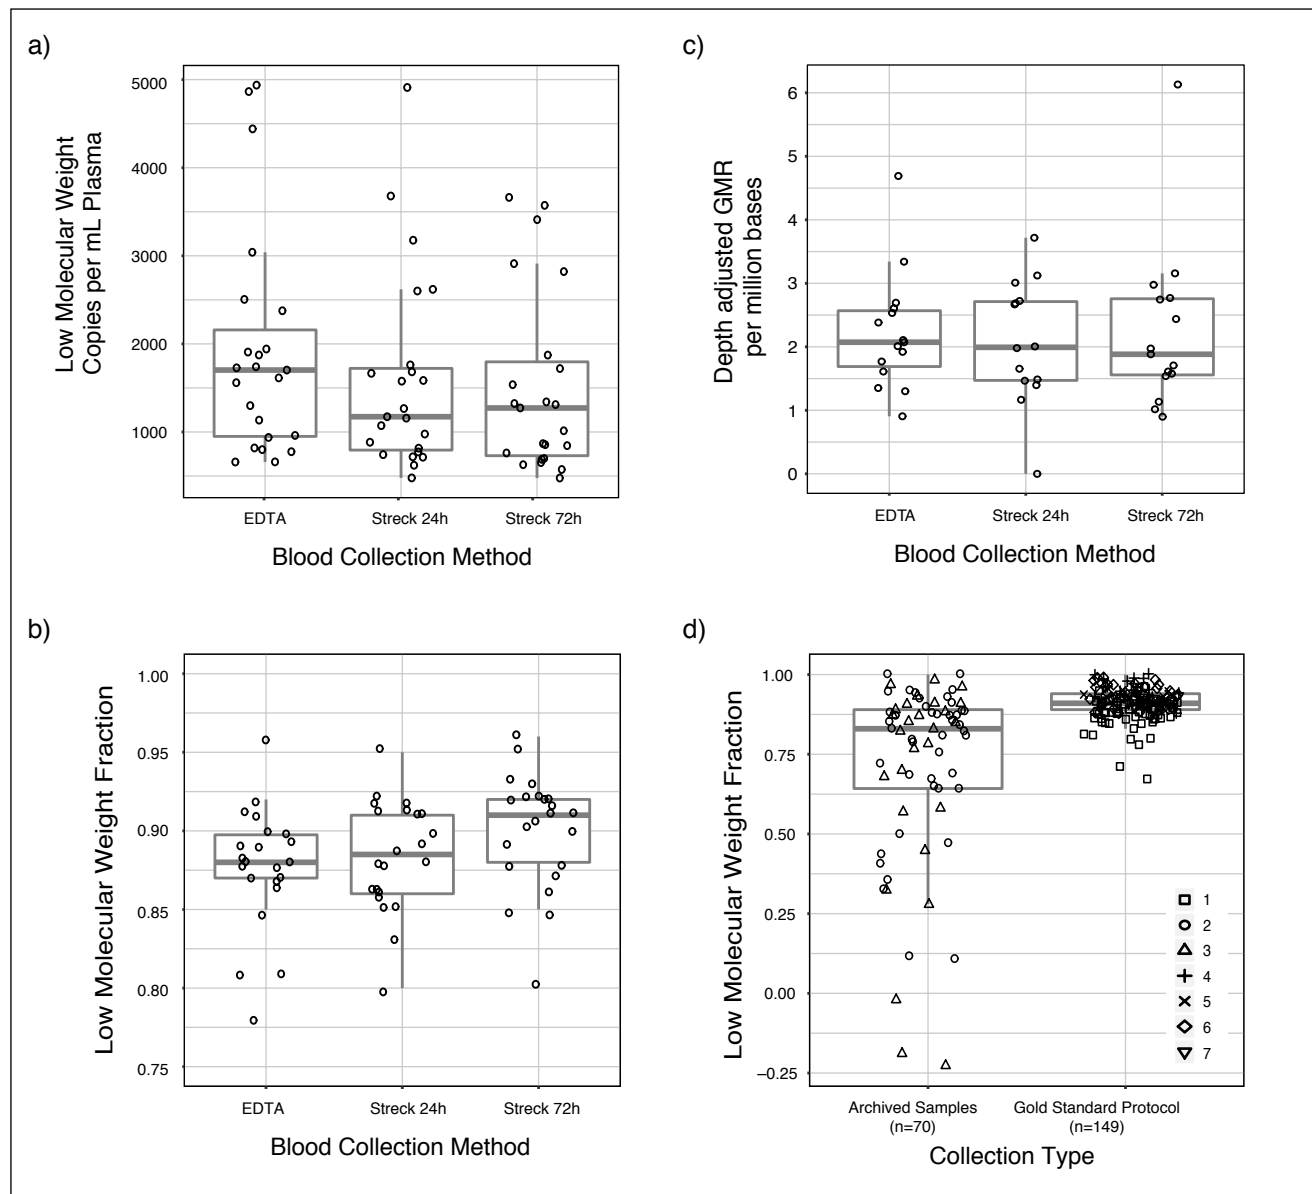 a)
Low Molecular Weight
Copies per mL Plasma
5000
4000
3000
2000
1000
EDTA
Streck 24h
Streck 72h
Blood Collection Method
c)
Depth adjusted GMR
per million bases
6
5
4
3
2
1
0
EDTA
Streck 24h
Streck 72h
Blood Collection Method
b)
Low Molecular Weight Fraction
1.00
0.95
0.90
0.85
0.80
0.75
EDTA
Streck 24h
Streck 72h
Blood Collection Method
d)
Low Molecular Weight Fraction
1.00
0.75
0.50
0.25
0.00
−0.25
1
2
3
4
5
6
7
Archived Samples
(n=70)
Gold Standard Protocol
(n=149)
Collection Type